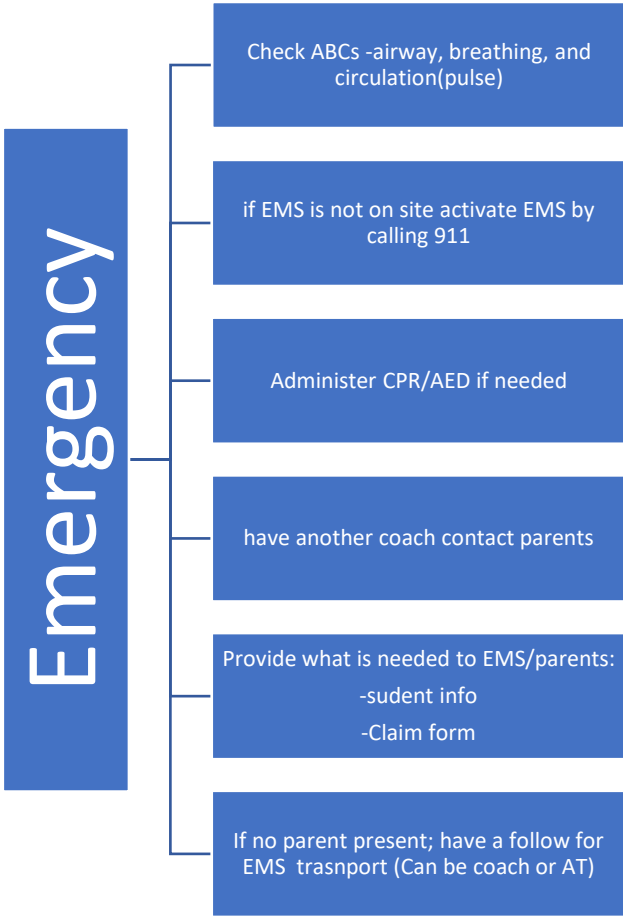 Emergency
Check ABCs -airway, breathing, and
circulation(pulse)
if EMS is not on site activate EMS by
calling 911
Administer CPR/AED if needed
have another coach contact parents
Provide what is needed to EMS/parents:
-sudent info
-Claim form
If no parent present; have a follow for
EMS trasnport (Can be coach or AT)